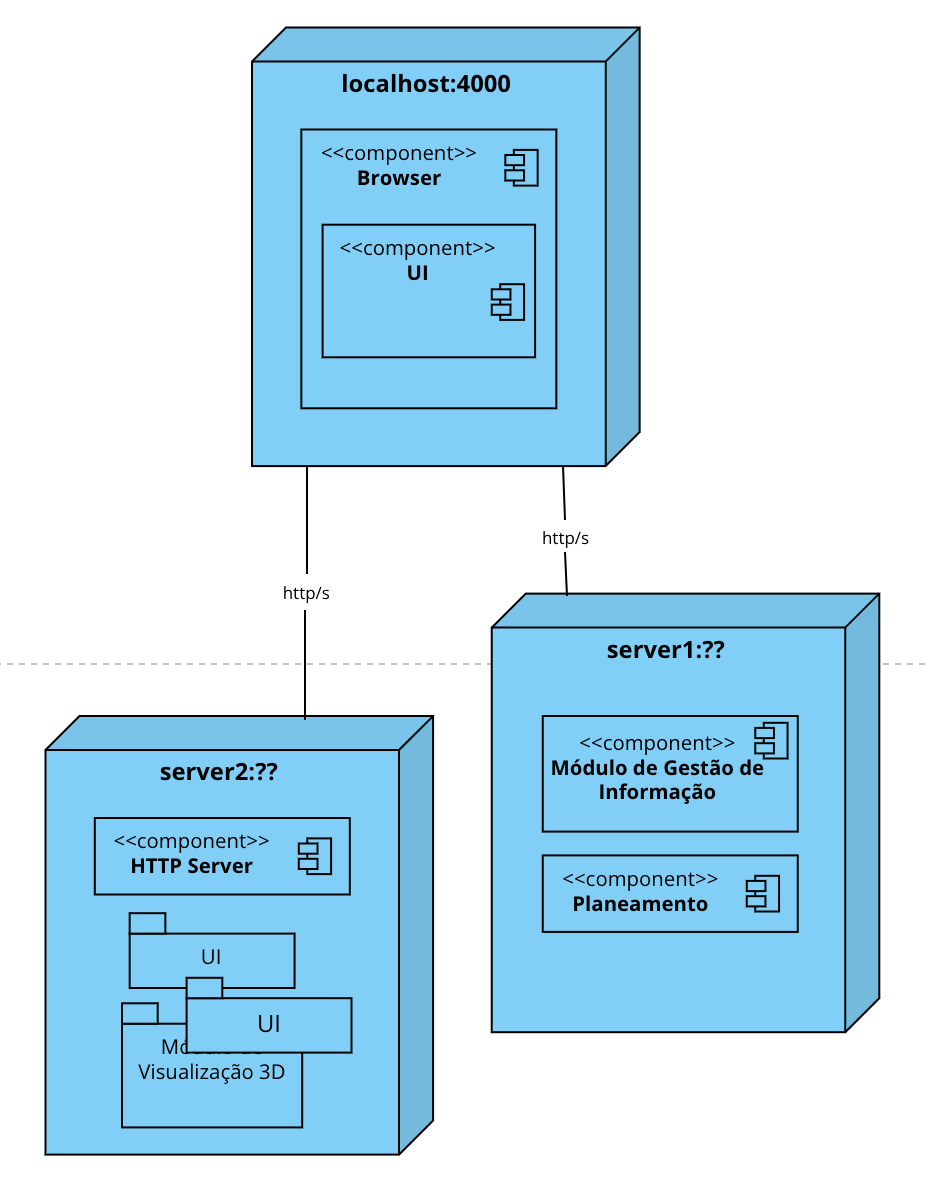 localhost:4000
<<component>>
Browser
<<component>>
UI
http/s
http/s
server1:??
<<component>>
Módulo de Gestão de
Informação
<<component>>
Planeamento
server2:??
<<component>>
HTTP Server
UI
UI
Visualização 3D